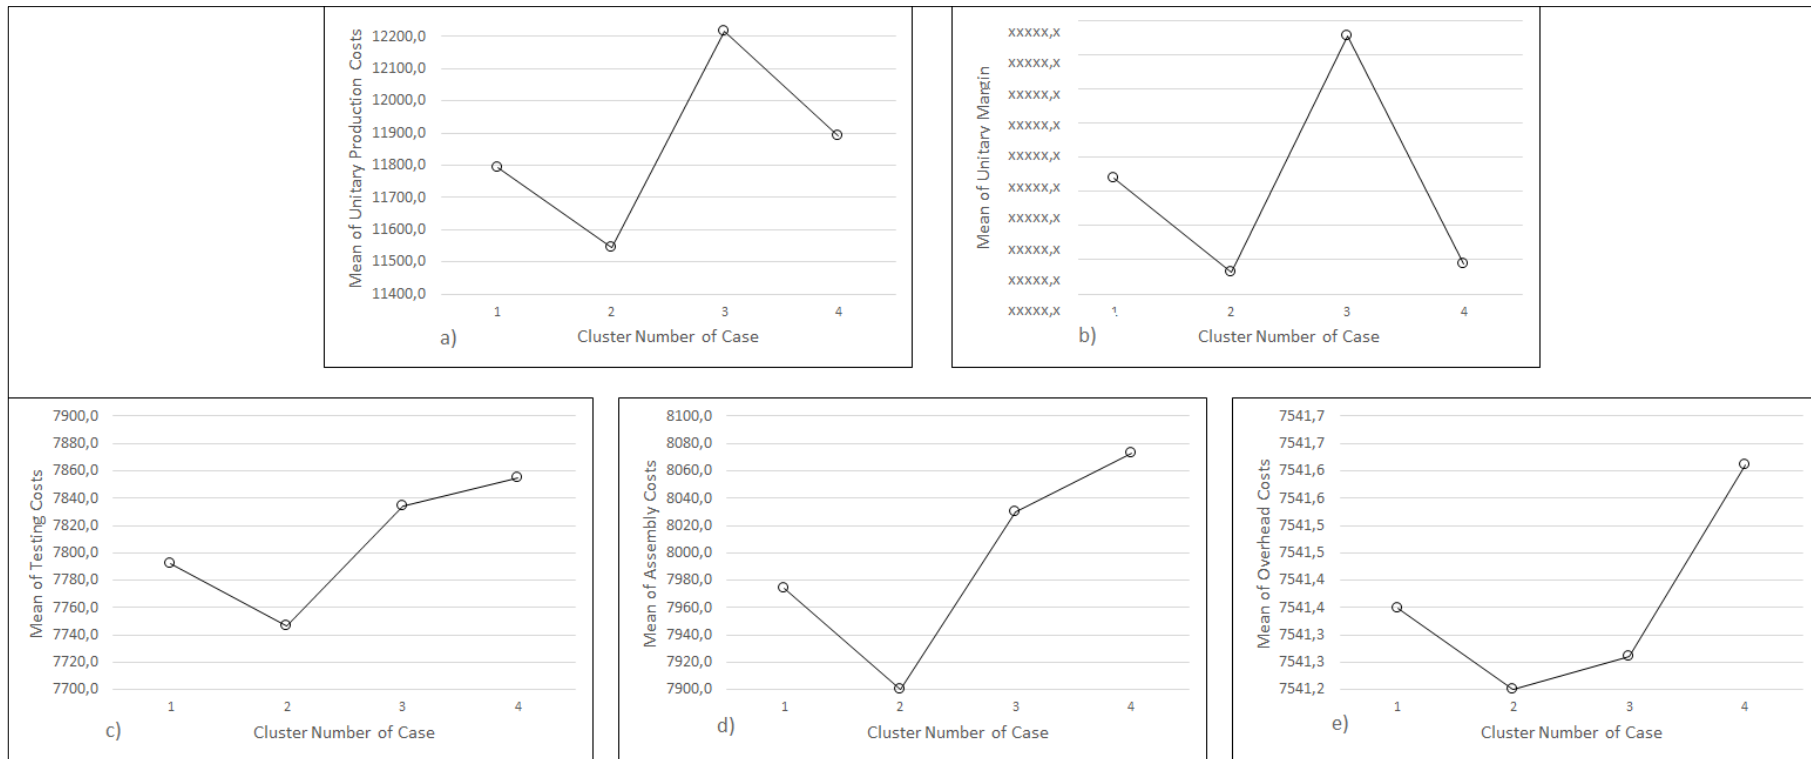 Mean of Unitary Production Costs
12200,0
12100,0
12000,0
11900,0
11800,0
11700,0
11600,0
11500,0
11400,0
1 2 3 4
a)
Cluster Number of Case
Mean of Unitary Margin
xxxxx,x
xxxxx,x
xxxxx,x
xxxxx,x
xxxxx,x
xxxxx,x
xxxxx,x
xxxxx,x
xxxxx,x
xxxxx,x
1 2 3 4
b)
Cluster Number of Case
Mean of Testing Costs
7900,0
7880,0
7860,0
7840,0
7820,0
7800,0
7780,0
7760,0
7740,0
7720,0
7700,0
1 2 3 4
c)
Cluster Number of Case
Mean of Assembly Costs
8100,0
8080,0
8060,0
8040,0
8020,0
8000,0
7980,0
7960,0
7940,0
7920,0
7900,0
1 2 3 4
d)
Cluster Number of Case
Mean of Overhead Costs
7541,7
7541,7
7541,6
7541,6
7541,5
7541,5
7541,4
7541,4
7541,3
7541,3
7541,2
1 2 3 4
e)
Cluster Number of Case